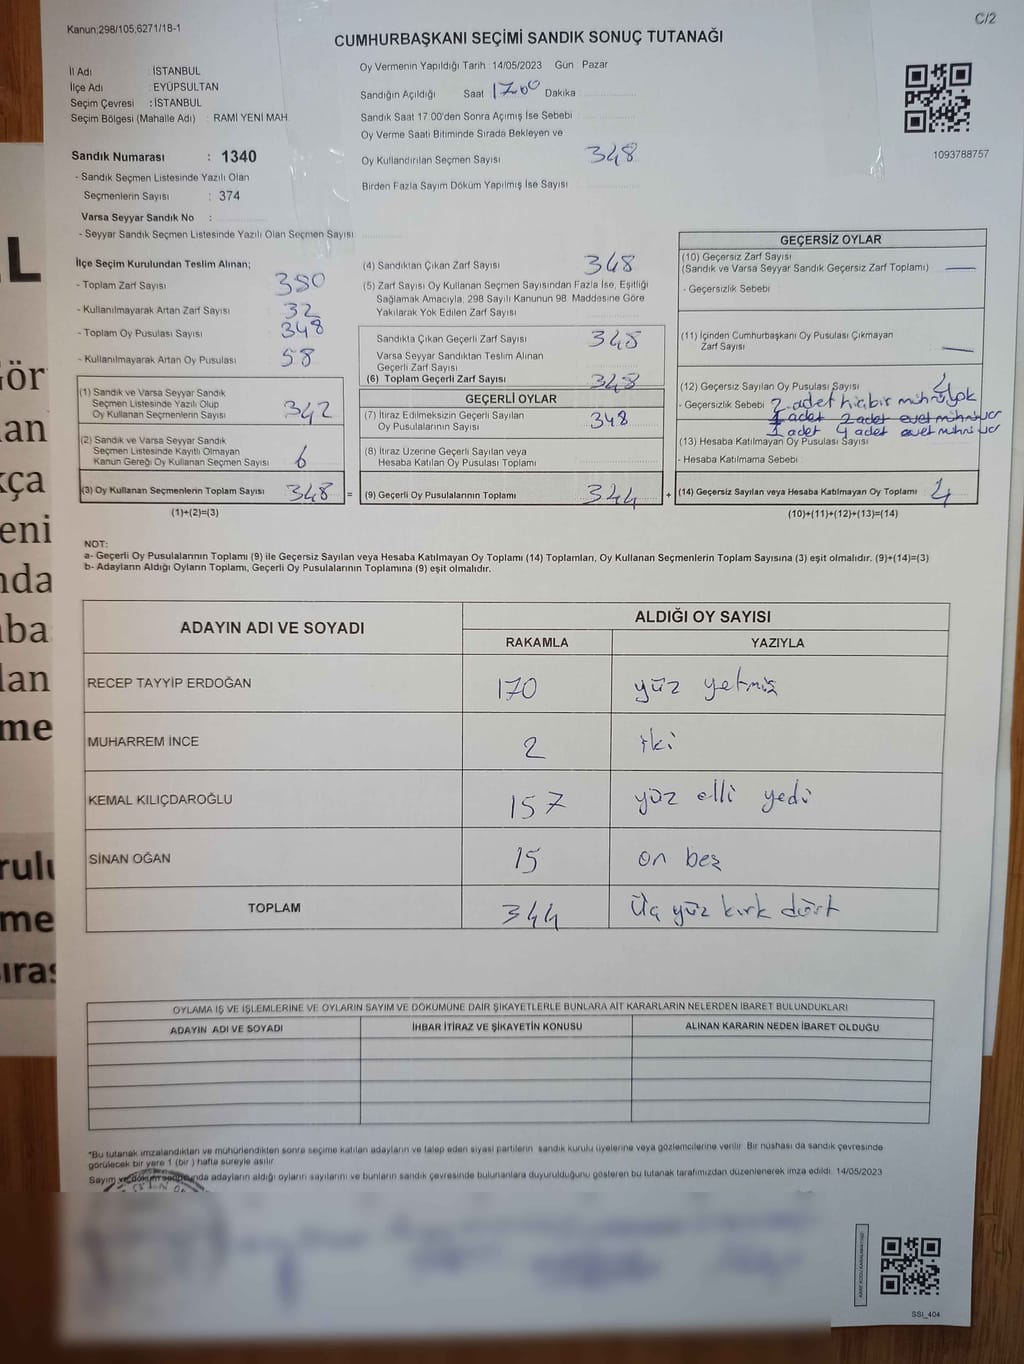 C/2
Kanun;298/105;6271/18-1
CUMHURBAŞKANI SEÇİMİ SANDIK SONUÇ TUTANAĞI
İl Adı : İSTANBUL
İlçe Adı : EYÜPSULTAN
Seçim Çevresi : İSTANBUL
Seçim Bölgesi (Mahalle Adı) : RAMİ YENİ MAH.
Oy Vermenin Yapıldığı Tarih : 14/05/2023 Gün : Pazar
Sandığın Açıldığı Saat 17.00 Dakika
Sandık Saat 17.00'den Sonra Açılmış İse Sebebi
Oy Verme Saati Bitiminde Sırada Bekleyen ve
Oy Kullandırılan Seçmen Sayısı 348
Birden Fazla Sayım Döküm Yapılmış İse Sayısı
1093788757
Sandık Numarası : 1340
- Sandık Seçmen Listesinde Yazılı Olan
Seçmenlerin Sayısı : 374
Varsa Seyyar Sandık No :
- Seyyar Sandık Seçmen Listesinde Yazılı Olan Seçmen Sayısı
İlçe Seçim Kurulundan Teslim Alınan;
- Toplam Zarf Sayısı 380
- Kullanılmayarak Artan Zarf Sayısı 32
- Toplam Oy Pusulası Sayısı 348
- Kullanılmayarak Artan Oy Pusulası 58
(1) Sandık ve Varsa Seyyar Sandık
Seçmen Listesinde Yazılı Olup
Oy Kullanan Seçmenlerin Sayısı 342
(2) Sandık ve Varsa Seyyar Sandık
Seçmen Listesinde Kayıtlı Olmayan
Kanun Gereği Oy Kullanan Seçmen Sayısı 6
(3) Oy Kullanan Seçmenlerin Toplam Sayısı 348 =
(1)+(2)=(3)
(4) Sandıktan Çıkan Zarf Sayısı 348
(5) Zarf Sayısı Oy Kullanan Seçmen Sayısından Fazla İse, Eşitliği
Sağlamak Amacıyla, 298 Sayılı Kanunun 98. Maddesine Göre
Yakılarak Yok Edilen Zarf Sayısı
Sandıkta Çıkan Geçerli Zarf Sayısı 348
Varsa Seyyar Sandıktan Teslim Alınan
Geçerli Zarf Sayısı
(6) Toplam Geçerli Zarf Sayısı 348
GEÇERLİ OYLAR
(7) İtiraz Edilmeksizin Geçerli Sayılan
Oy Pusulalarının Sayısı 348
(8) İtiraz Üzerine Geçerli Sayılan veya
Hesaba Katılan Oy Pusulası Toplamı
(9) Geçerli Oy Pusulalarının Toplamı 344 +
GEÇERSİZ OYLAR
(10) Geçersiz Zarf Sayısı
(Sandık ve Varsa Seyyar Sandık Geçersiz Zarf Toplamı)
- Geçersizlik Sebebi :
(11) İçinden Cumhurbaşkanı Oy Pusulası Çıkmayan
Zarf Sayısı
(12) Geçersiz Sayılan Oy Pusulası Sayısı 4
- Geçersizlik Sebebi 2 adet hiçbir mühür yok
1 adet 2 adet evet mühür var
1 adet 4 adet evet mühür var
(13) Hesaba Katılmayan Oy Pusulası Sayısı
- Hesaba Katılmama Sebebi
(14) Geçersiz Sayılan veya Hesaba Katılmayan Oy Toplamı 4
(10)+(11)+(12)+(13)=(14)
NOT:
a- Geçerli Oy Pusulalarının Toplamı (9) ile Geçersiz Sayılan veya Hesaba Katılmayan Oy Toplamı (14) Toplamları, Oy Kullanan Seçmenlerin Toplam Sayısına (3) eşit olmalıdır. (9)+(14)=(3)
b- Adayların Aldığı Oyların Toplamı, Geçerli Oy Pusulalarının Toplamına (9) eşit olmalıdır.
ADAYIN ADI VE SOYADI ALDIĞI OY SAYISI
RAKAMLA YAZIYLA
RECEP TAYYİP ERDOĞAN 170 yüz yetmiş
MUHARREM İNCE 2 iki
KEMAL KILIÇDAROĞLU 157 yüz elli yedi
SİNAN OĞAN 15 on beş
TOPLAM 344 Üç yüz kırk dört
OYLAMA İŞ VE İŞLEMLERİNE VE OYLARIN SAYIM VE DÖKÜMÜNE DAİR ŞİKAYETLERLE BUNLARA AİT KARARLARIN NELERDEN İBARET BULUNDUKLARI
ADAYIN ADI VE SOYADI İHBAR İTİRAZ VE ŞİKAYETİN KONUSU ALINAN KARARIN NEDEN İBARET OLDUĞU
*Bu tutanak imzalandıktan ve mühürlendikten sonra seçime katılan adayların ve talep eden siyasi partilerin sandık kurulu üyelerine veya gözlemcilerine verilir. Bir nüshası da sandık çevresinde
görülecek bir yere 1 (bir) hafta süreyle asılır.
Sayım ve döküm sonunda adayların aldığı oyların sayılarını ve bunların sandık çevresinde bulunanlara duyurulduğunu gösteren bu tutanak tarafımızdan düzenlenerek imza edildi. 14/05/2023
SSI_404